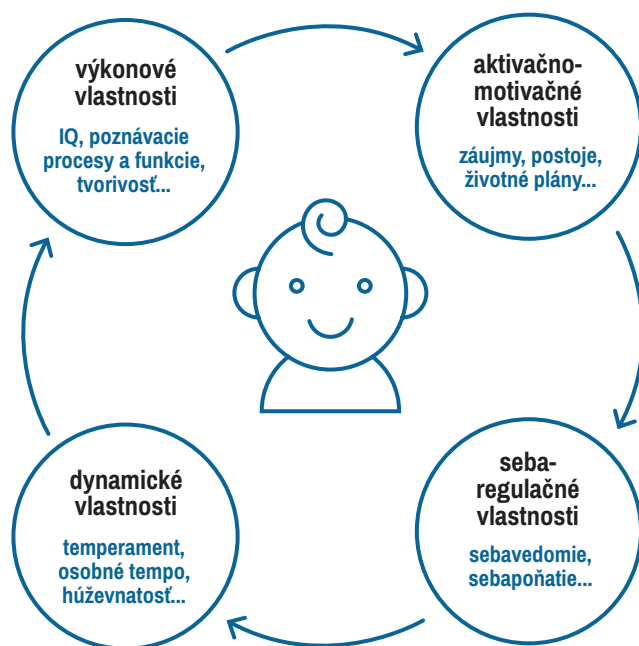 výkonové
vlastnosti
IQ, poznávacie
procesy a funkcie,
tvorivosť...
aktivačno-
motivačné
vlastnosti
záujmy, postoje,
životné plány...
dynamické
vlastnosti
temperament,
osobné tempo,
húževnatosť...
seba-
regulačné
vlastnosti
sebavedomie,
sebapoňatie...